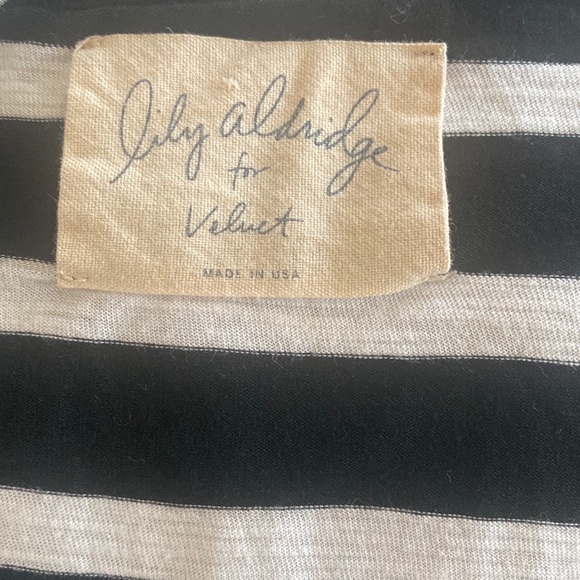 lily aldridge
for
Velvet
MADE IN USA